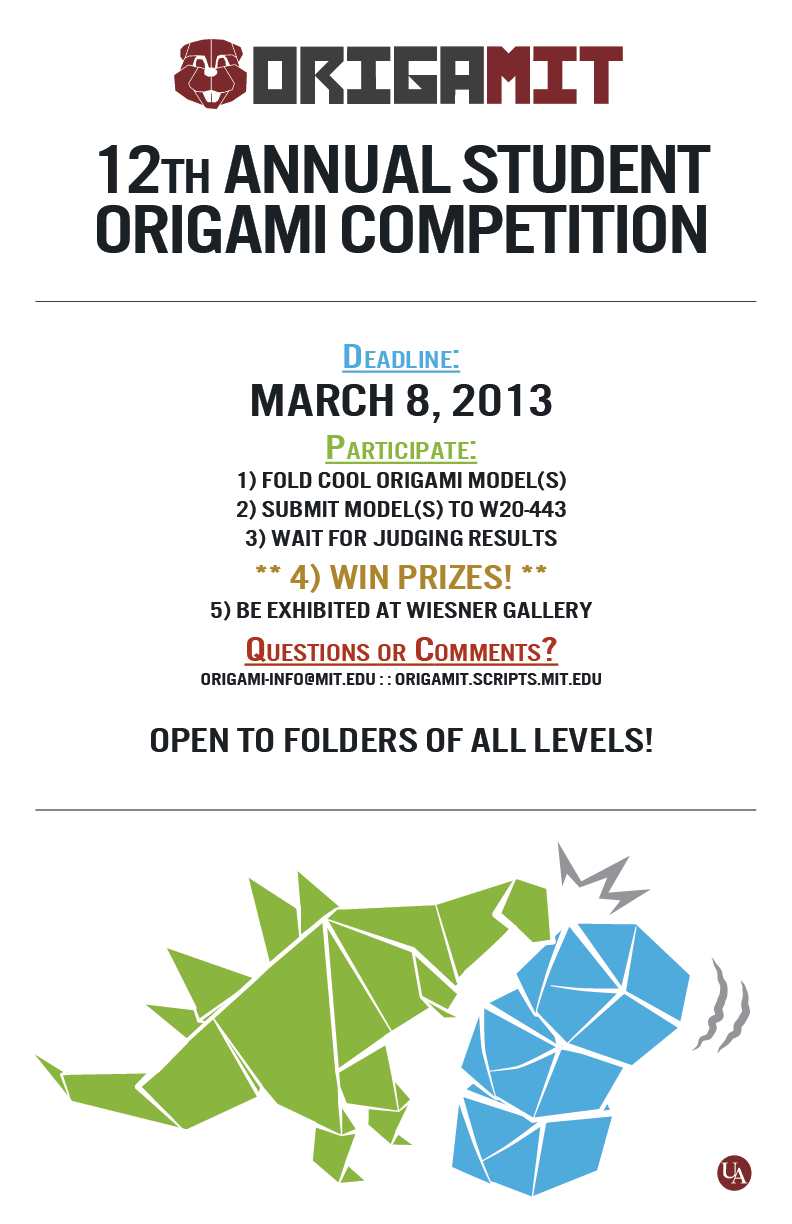 ORIGAMIT
12TH ANNUAL STUDENT
ORIGAMI COMPETITION
DEADLINE:
MARCH 8, 2013
PARTICIPATE:
1) FOLD COOL ORIGAMI MODEL(S)
2) SUBMIT MODEL(S) TO W20-443
3) WAIT FOR JUDGING RESULTS
** 4) WIN PRIZES! **
5) BE EXHIBITED AT WIESNER GALLERY
QUESTIONS OR COMMENTS?
ORIGAMI-INFO@MIT.EDU : : ORIGAMIT.SCRIPTS.MIT.EDU
OPEN TO FOLDERS OF ALL LEVELS!
UA